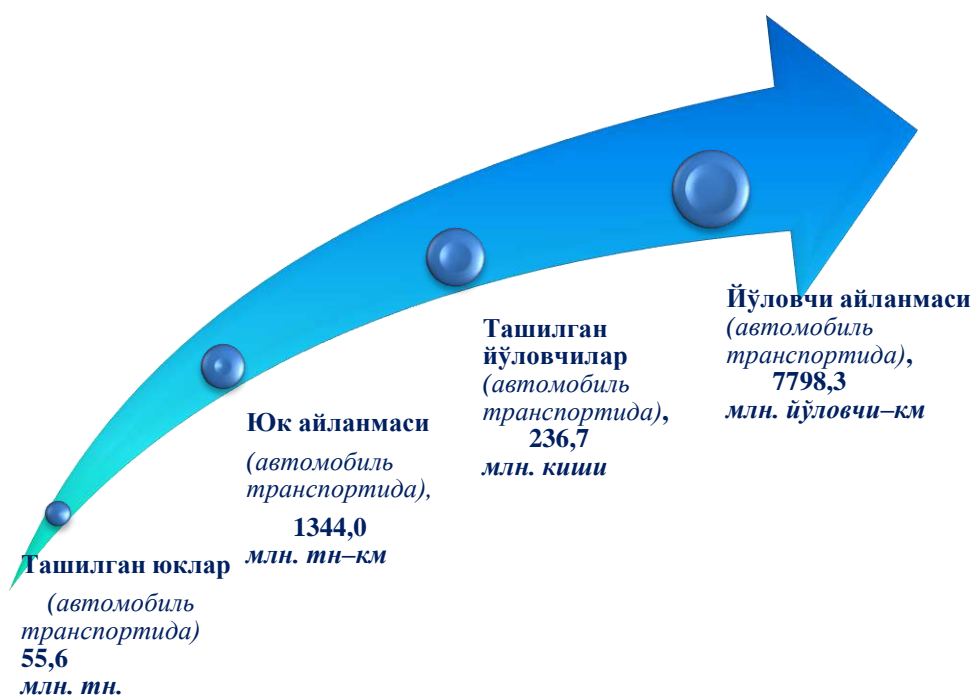 Ташилган юклар
(автомобиль
транспортида)
55,6
млн. тн.
Юк айланмаси
(автомобиль
транспортида),
1344,0
млн. тн–км
Ташилган
йўловчилар
(автомобиль
транспортида),
236,7
млн. киши
Йўловчи айланмаси
(автомобиль
транспортида),
7798,3
млн. йўловчи–км